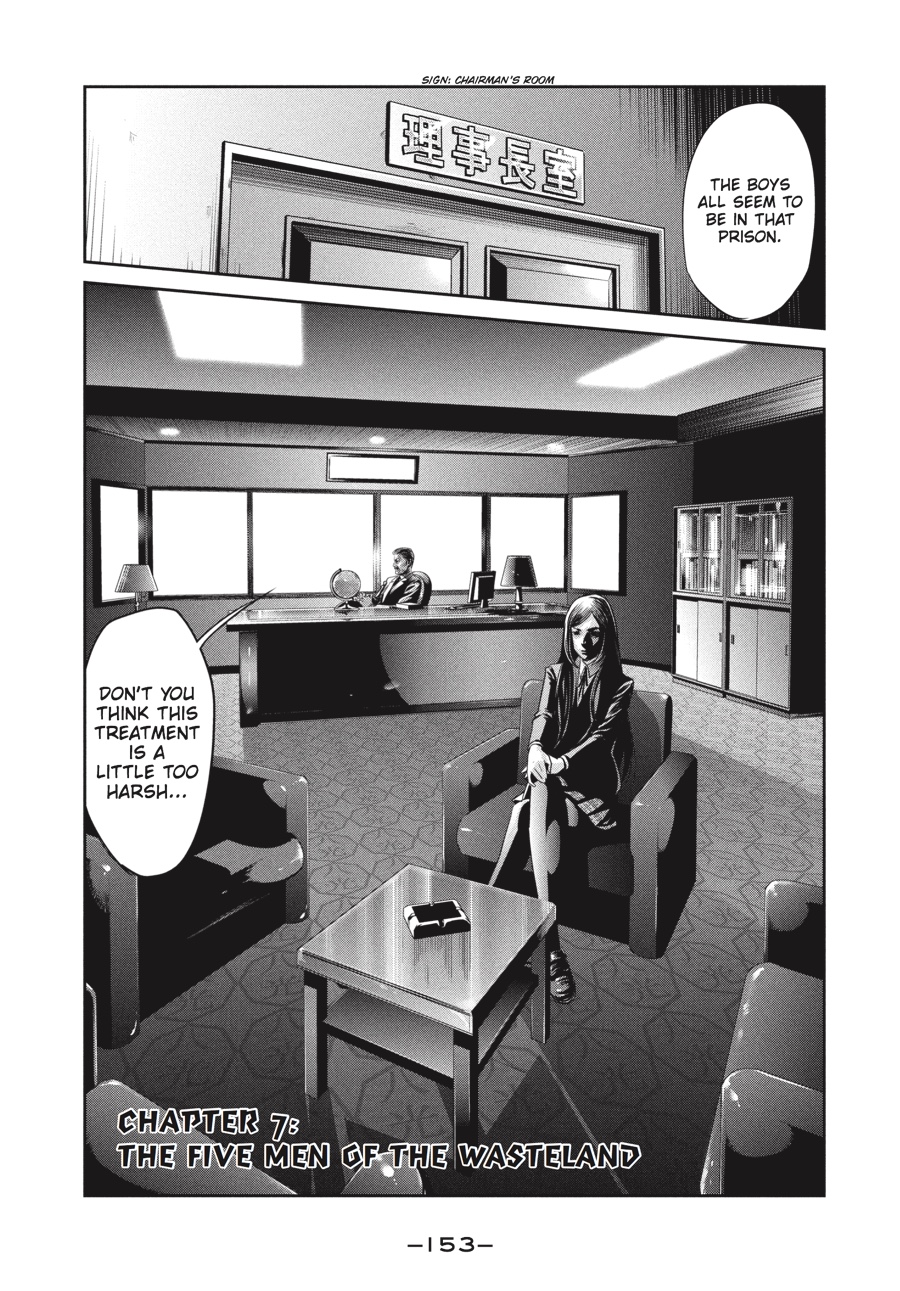 SIGN: CHAIRMAN'S ROOM
理事長室
THE BOYS
ALL SEEM TO
BE IN THAT
PRISON.
DON'T YOU
THINK THIS
TREATMENT
IS A
LITTLE TOO
HARSH...
CHAPTER 7:
THE FIVE MEN OF THE WASTELAND
–153–